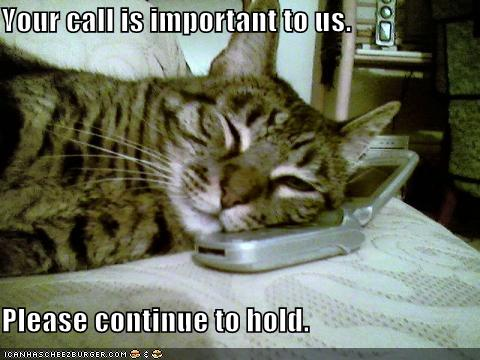 Your call is important to us.
Please continue to hold.
ICANHASCHEEZBURGER.COM